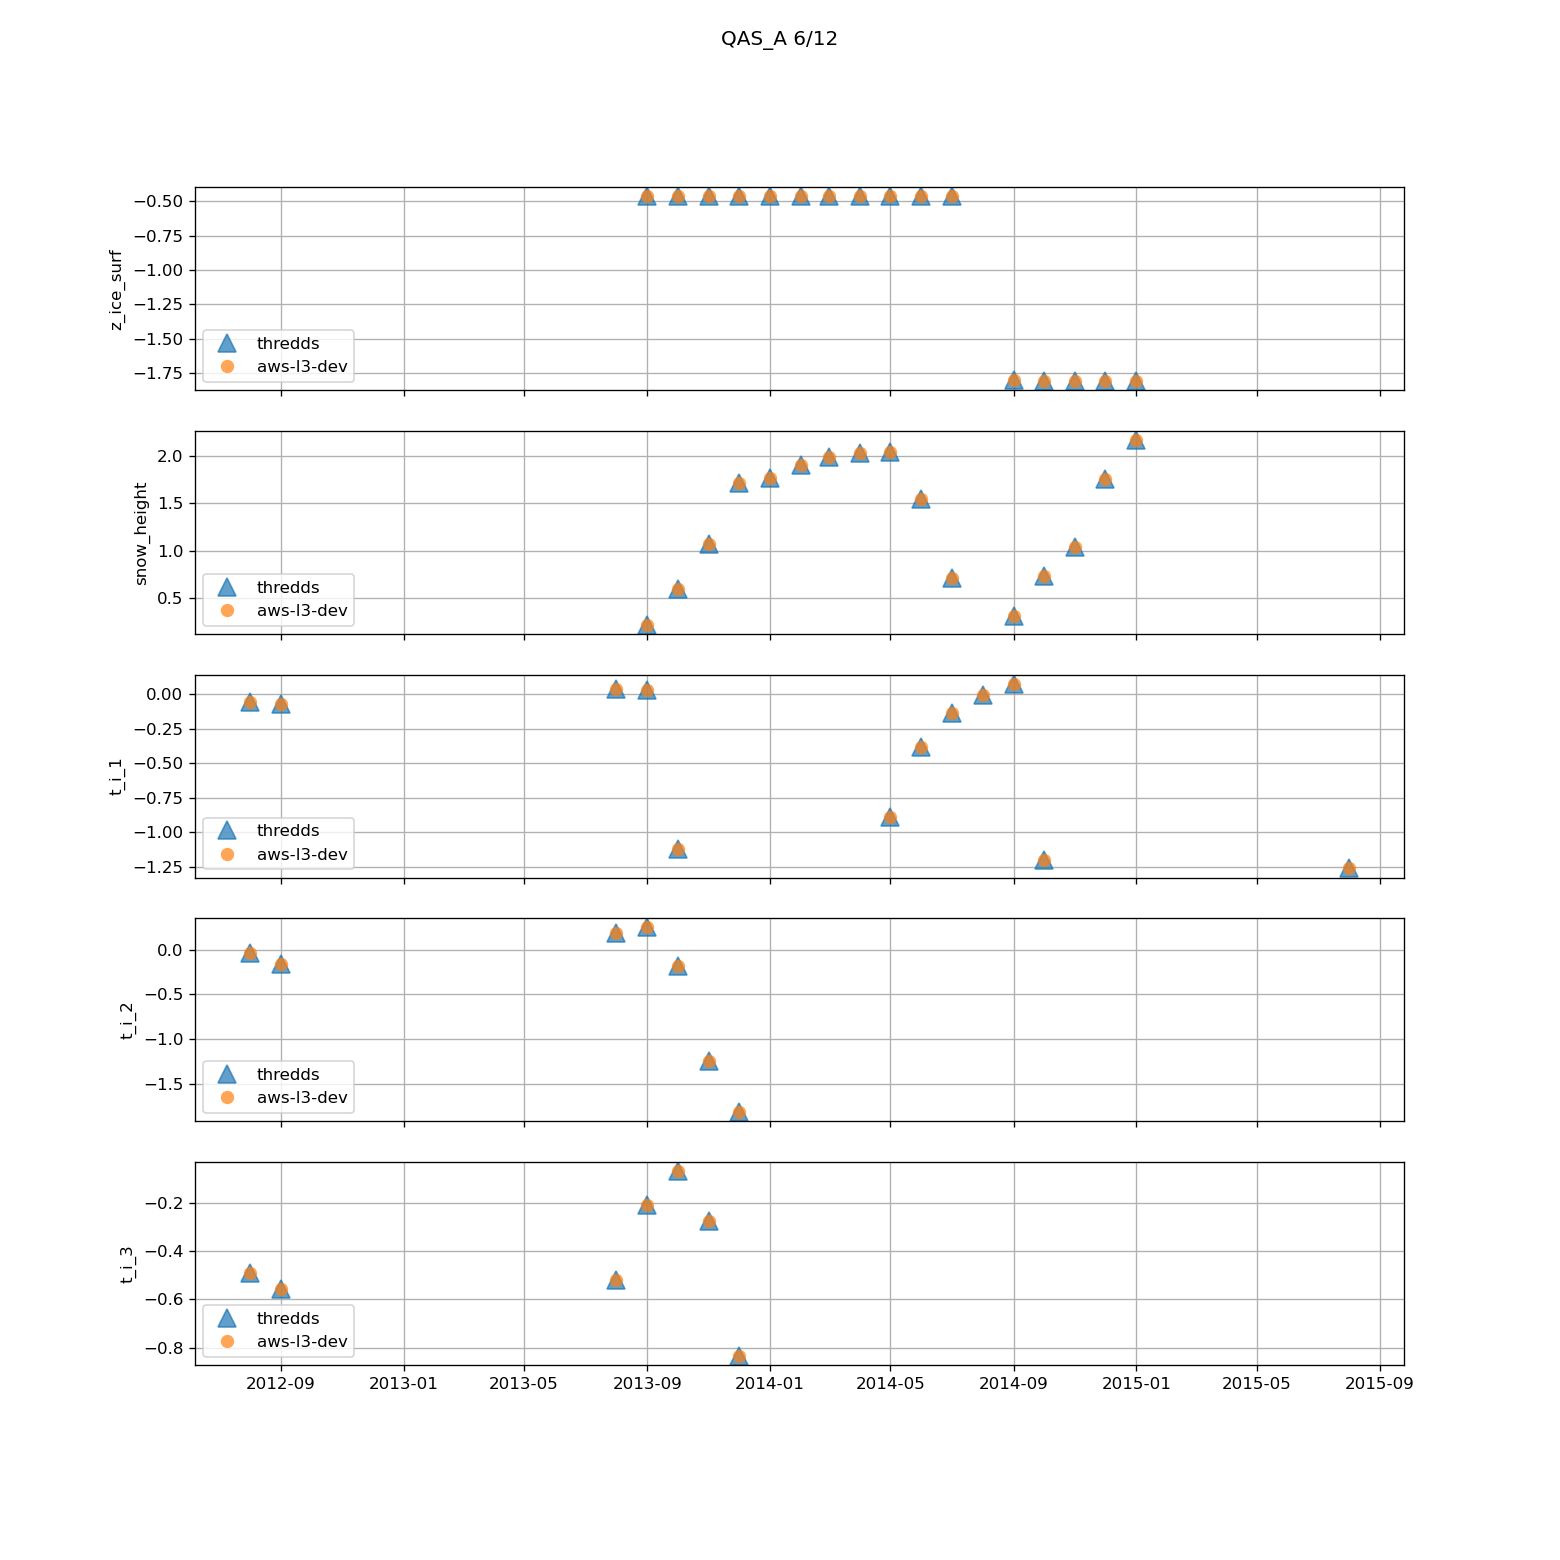 QAS_A 6/12
z_ice_surf
−0.50
−0.75
−1.00
−1.25
−1.50
−1.75
thredds
aws-l3-dev
snow_height
2.0
1.5
1.0
0.5
thredds
aws-l3-dev
t_i_1
0.00
−0.25
−0.50
−0.75
−1.00
−1.25
thredds
aws-l3-dev
t_i_2
0.0
−0.5
−1.0
−1.5
thredds
aws-l3-dev
t_i_3
−0.2
−0.4
−0.6
−0.8
thredds
aws-l3-dev
2012-09 2013-01 2013-05 2013-09 2014-01 2014-05 2014-09 2015-01 2015-05 2015-09